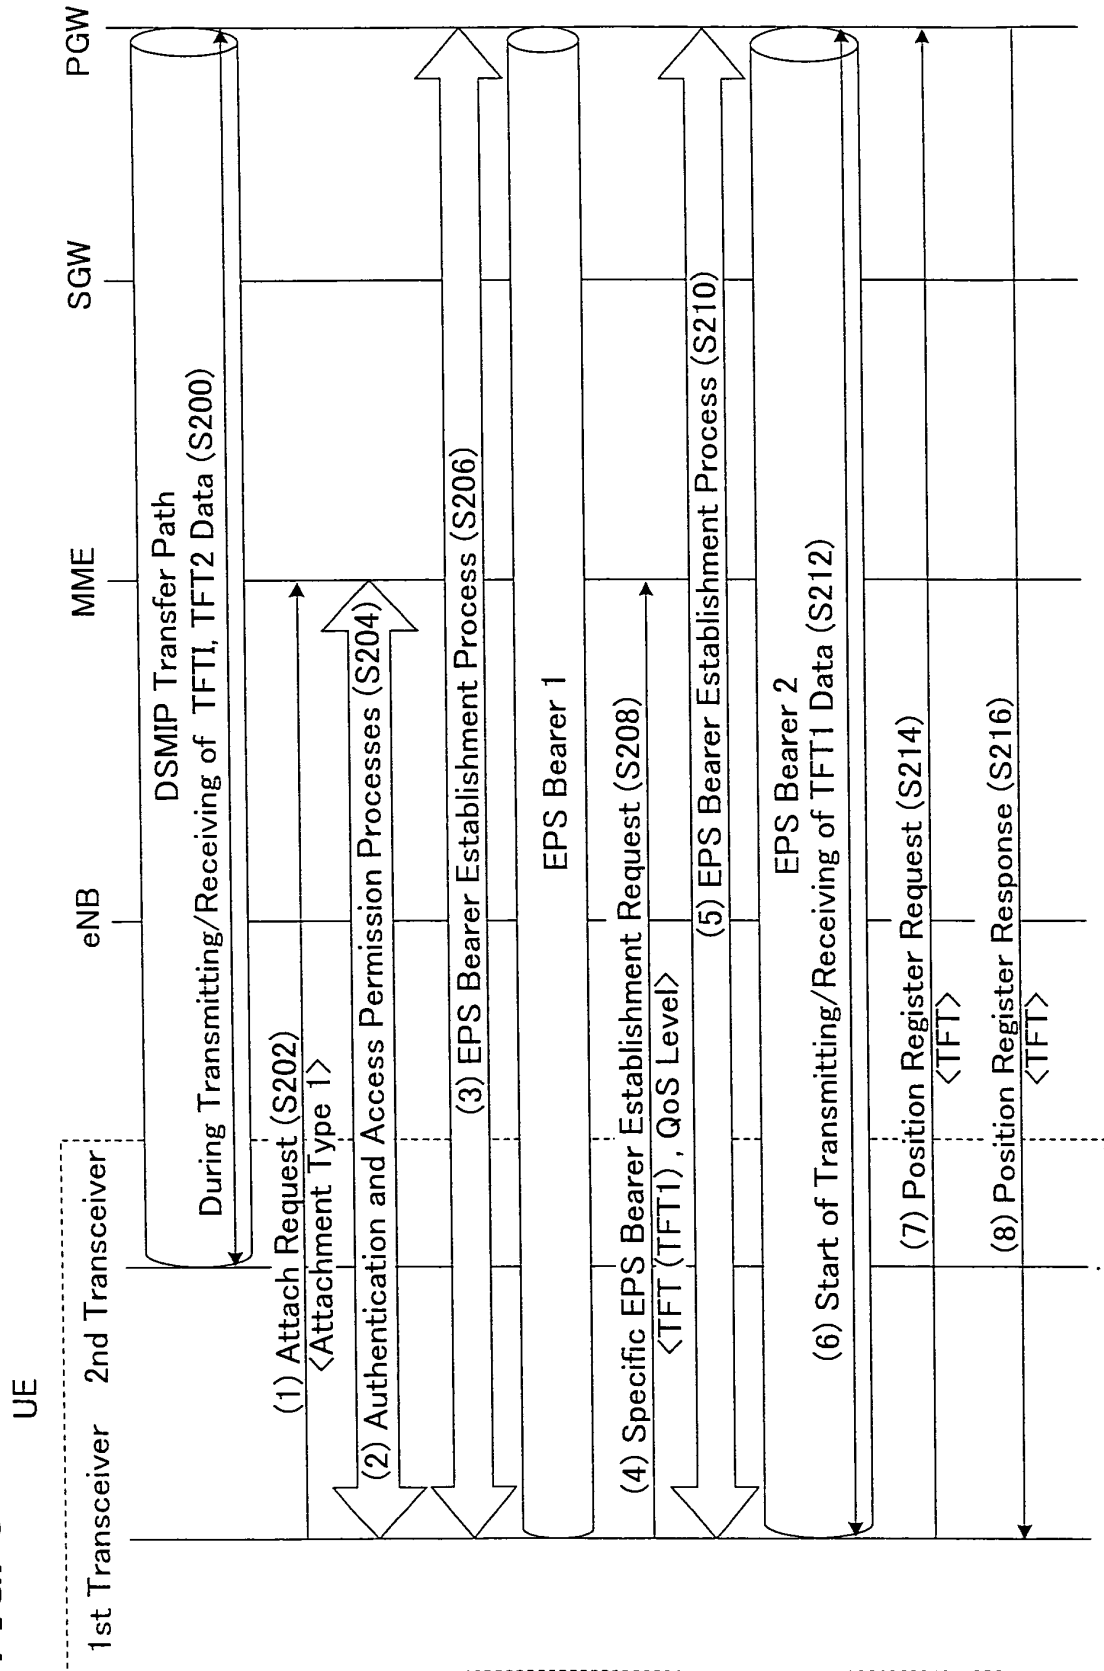 UE
1st Transceiver
2nd Transceiver
eNB
MME
SGW
PGW
DSMIP Transfer Path
During Transmitting/Receiving of TFTI, TFT2 Data (S200)
(1) Attach Request (S202)
<Attachment Type 1>
(2) Authentication and Access Permission Processes (S204)
(3) EPS Bearer Establishment Process (S206)
EPS Bearer 1
(4) Specific EPS Bearer Establishment Request (S208)
<TFT (TFT1), QoS Level>
(5) EPS Bearer Establishment Process (S210)
EPS Bearer 2
(6) Start of Transmitting/Receiving of TFT1 Data (S212)
(7) Position Register Request (S214)
<TFT>
(8) Position Register Response (S216)
<TFT>